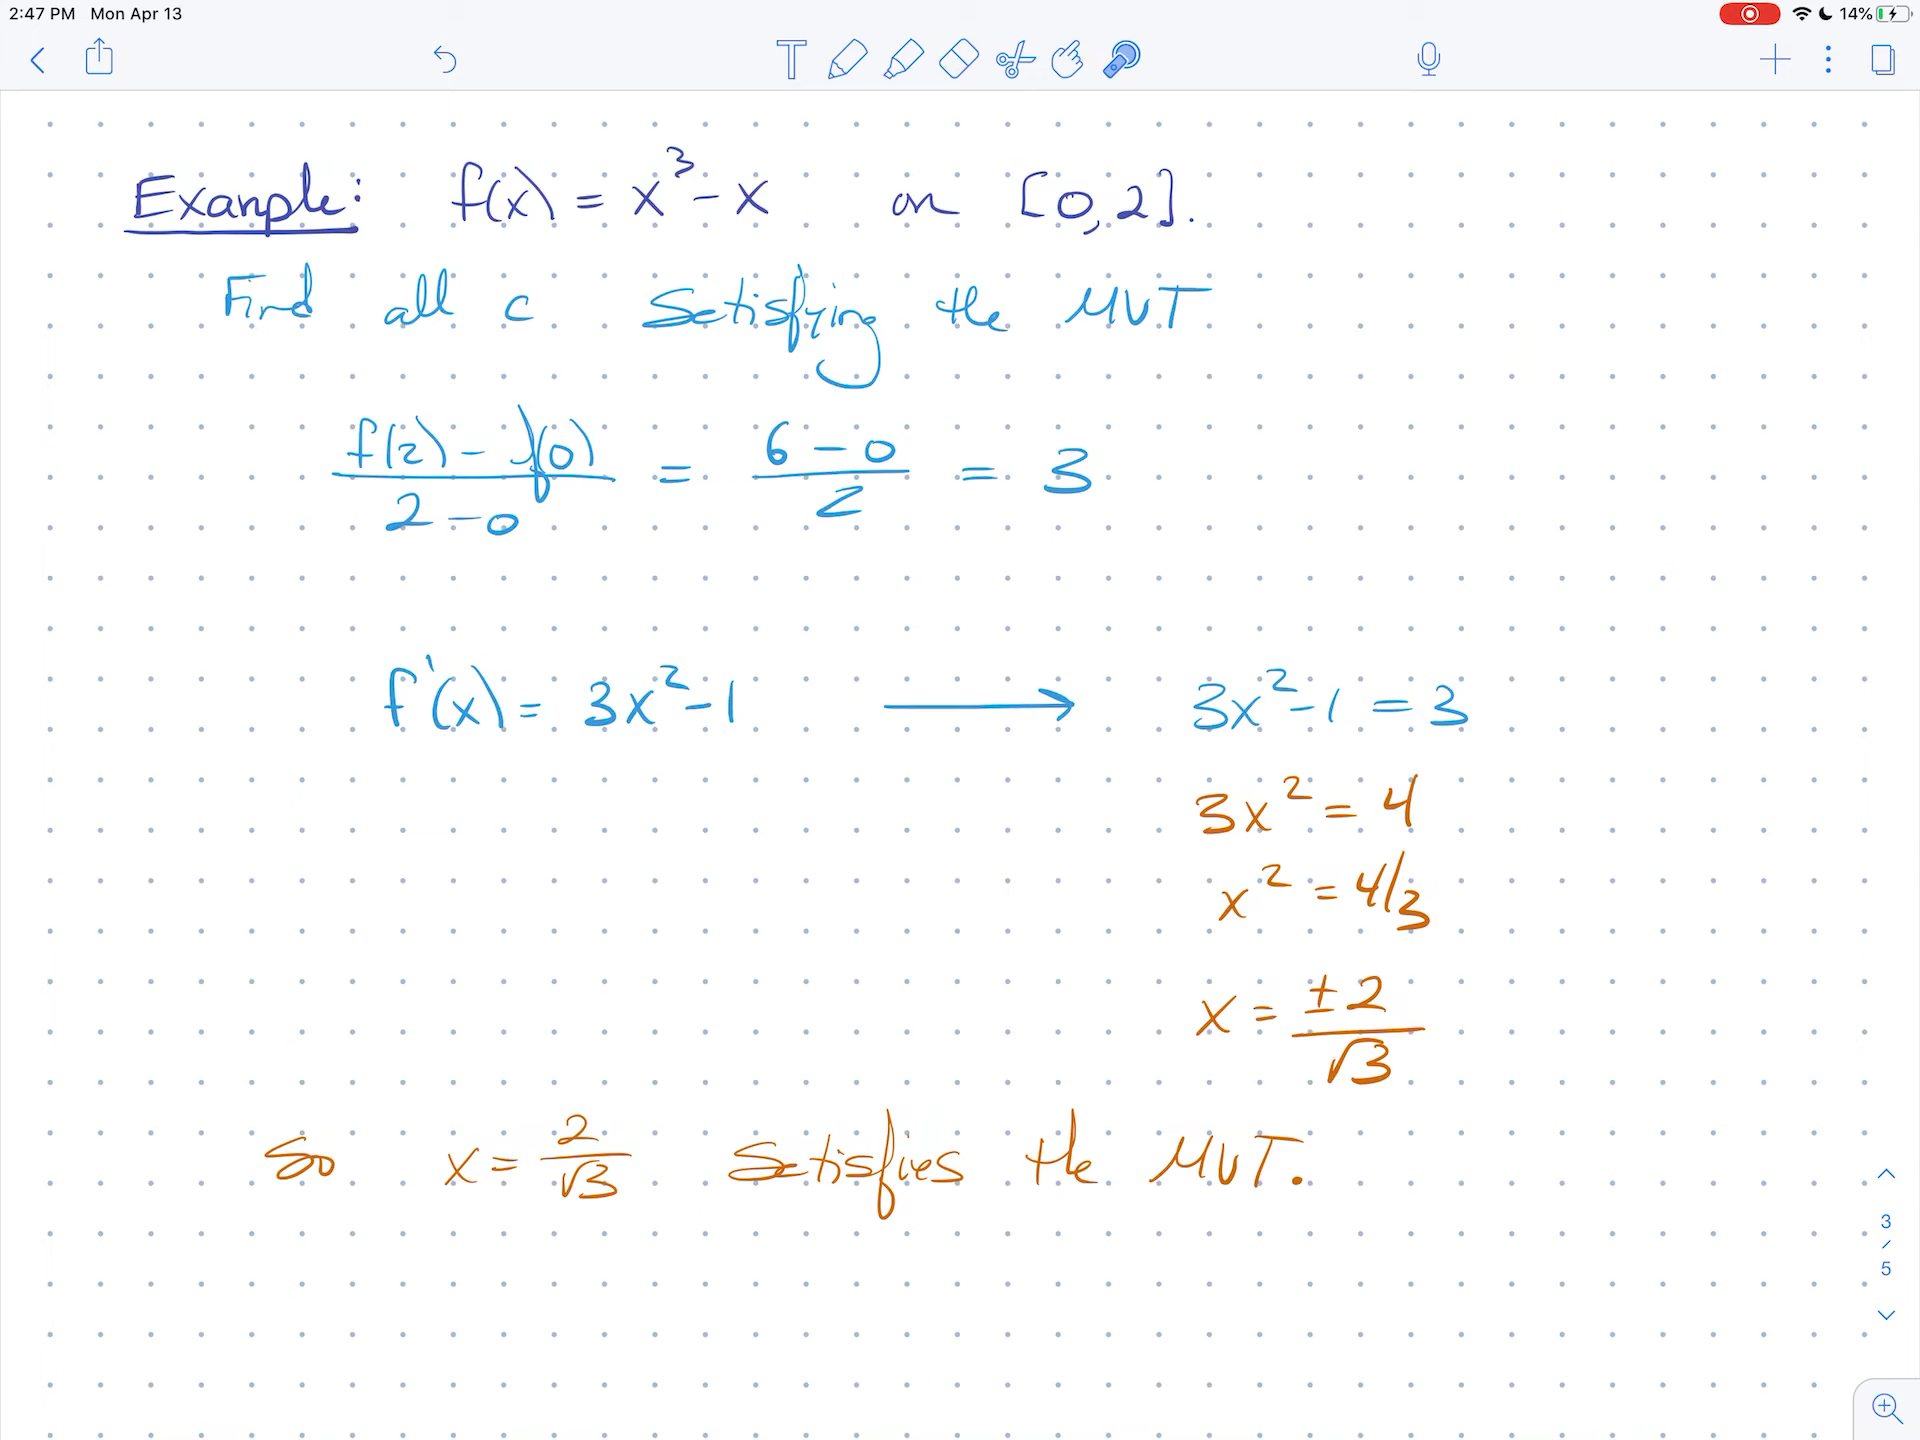 2:47 PM Mon Apr 13 14%
T
Example: f(x) = x³ - x on [0,2].
Find all c satisfying the MVT
f(2) - f(0) / 2 - 0 = 6 - 0 / 2 = 3
f'(x) = 3x² - 1 → 3x² - 1 = 3
3x² = 4
x² = 4/3
x = ±2 / √3
So x = 2/√3 satisfies the MVT.
3
/
5